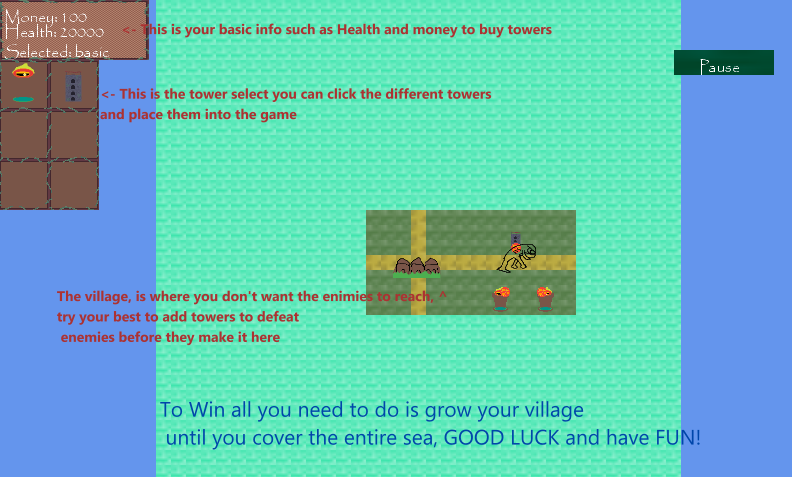 Money: 100
Health: 20000
Selected: basic
<- This is your basic info such as Health and money to buy towers
Pause
<- This is the tower select you can click the different towers
and place them into the game
The village, is where you don't want the enimies to reach, ^
try your best to add towers to defeat
enemies before they make it here
To Win all you need to do is grow your village
until you cover the entire sea, GOOD LUCK and have FUN!